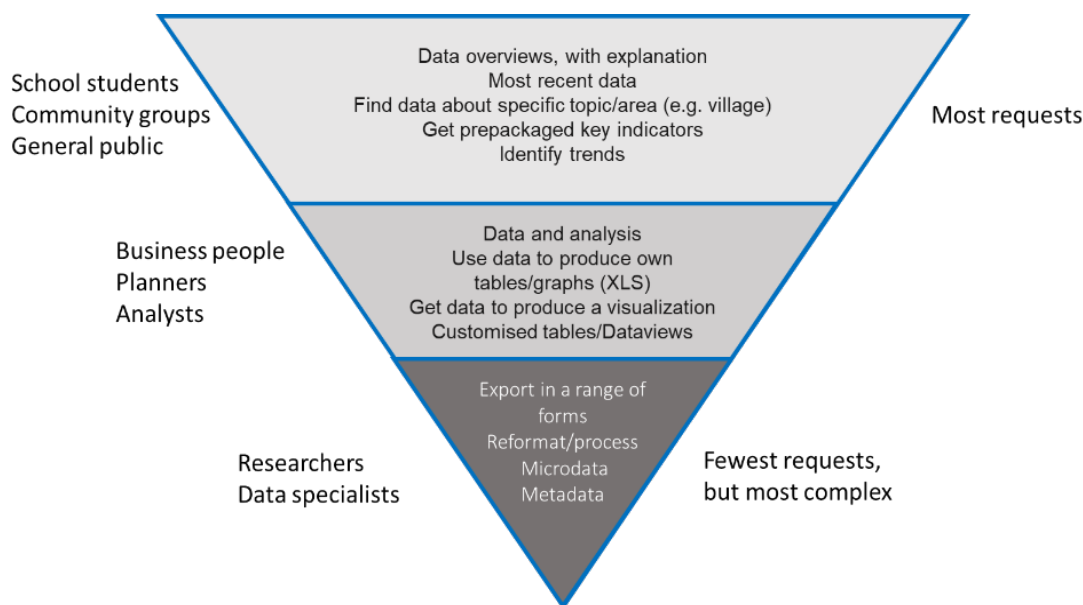 School students
Community groups
General public
Data overviews, with explanation
Most recent data
Find data about specific topic/area (e.g. village)
Get prepackaged key indicators
Identify trends
Most requests
Business people
Planners
Analysts
Data and analysis
Use data to produce own
tables/graphs (XLS)
Get data to produce a visualization
Customised tables/Dataviews
Researchers
Data specialists
Export in a range of
forms
Reformat/process
Microdata
Metadata
Fewest requests,
but most complex